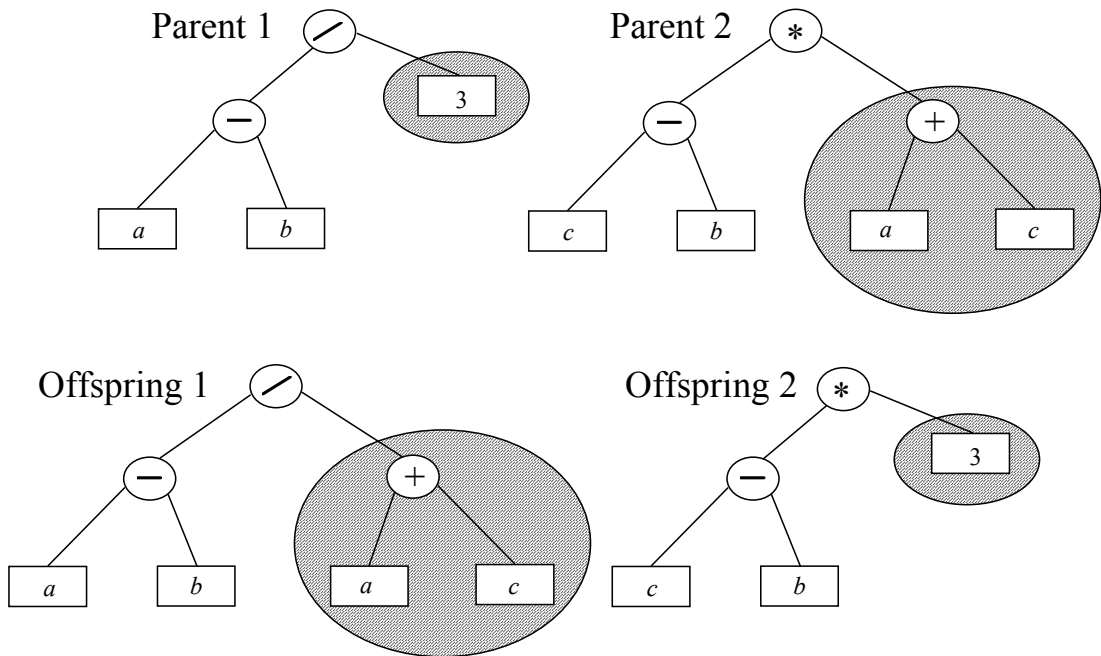 Parent 1
/
3
−
a
b
Parent 2
*
−
+
c
b
a
c
Offspring 1
/
−
+
a
b
a
c
Offspring 2
*
3
−
c
b